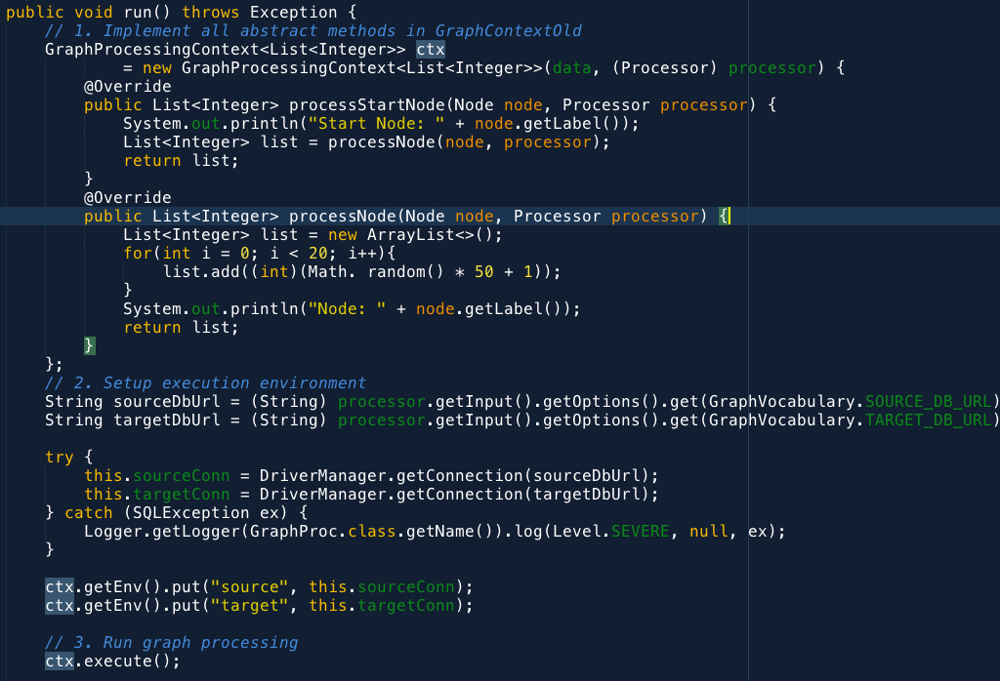 public void run() throws Exception {
    // 1. Implement all abstract methods in GraphContextOld
    GraphProcessingContext<List<Integer>> ctx
            = new GraphProcessingContext<List<Integer>>(data, (Processor) processor) {
        @Override
        public List<Integer> processStartNode(Node node, Processor processor) {
            System.out.println("Start Node: " + node.getLabel());
            List<Integer> list = processNode(node, processor);
            return list;
        }
        @Override
        public List<Integer> processNode(Node node, Processor processor) {
            List<Integer> list = new ArrayList<>();
            for(int i = 0; i < 20; i++){
                list.add((int)(Math. random() * 50 + 1));
            }
            System.out.println("Node: " + node.getLabel());
            return list;
        }
    };
    // 2. Setup execution environment
    String sourceDbUrl = (String) processor.getInput().getOptions().get(GraphVocabulary.SOURCE_DB_URL)
    String targetDbUrl = (String) processor.getInput().getOptions().get(GraphVocabulary.TARGET_DB_URL)

    try {
        this.sourceConn = DriverManager.getConnection(sourceDbUrl);
        this.targetConn = DriverManager.getConnection(targetDbUrl);
    } catch (SQLException ex) {
        Logger.getLogger(GraphProc.class.getName()).log(Level.SEVERE, null, ex);
    }

    ctx.getEnv().put("source", this.sourceConn);
    ctx.getEnv().put("target", this.targetConn);

    // 3. Run graph processing
    ctx.execute();